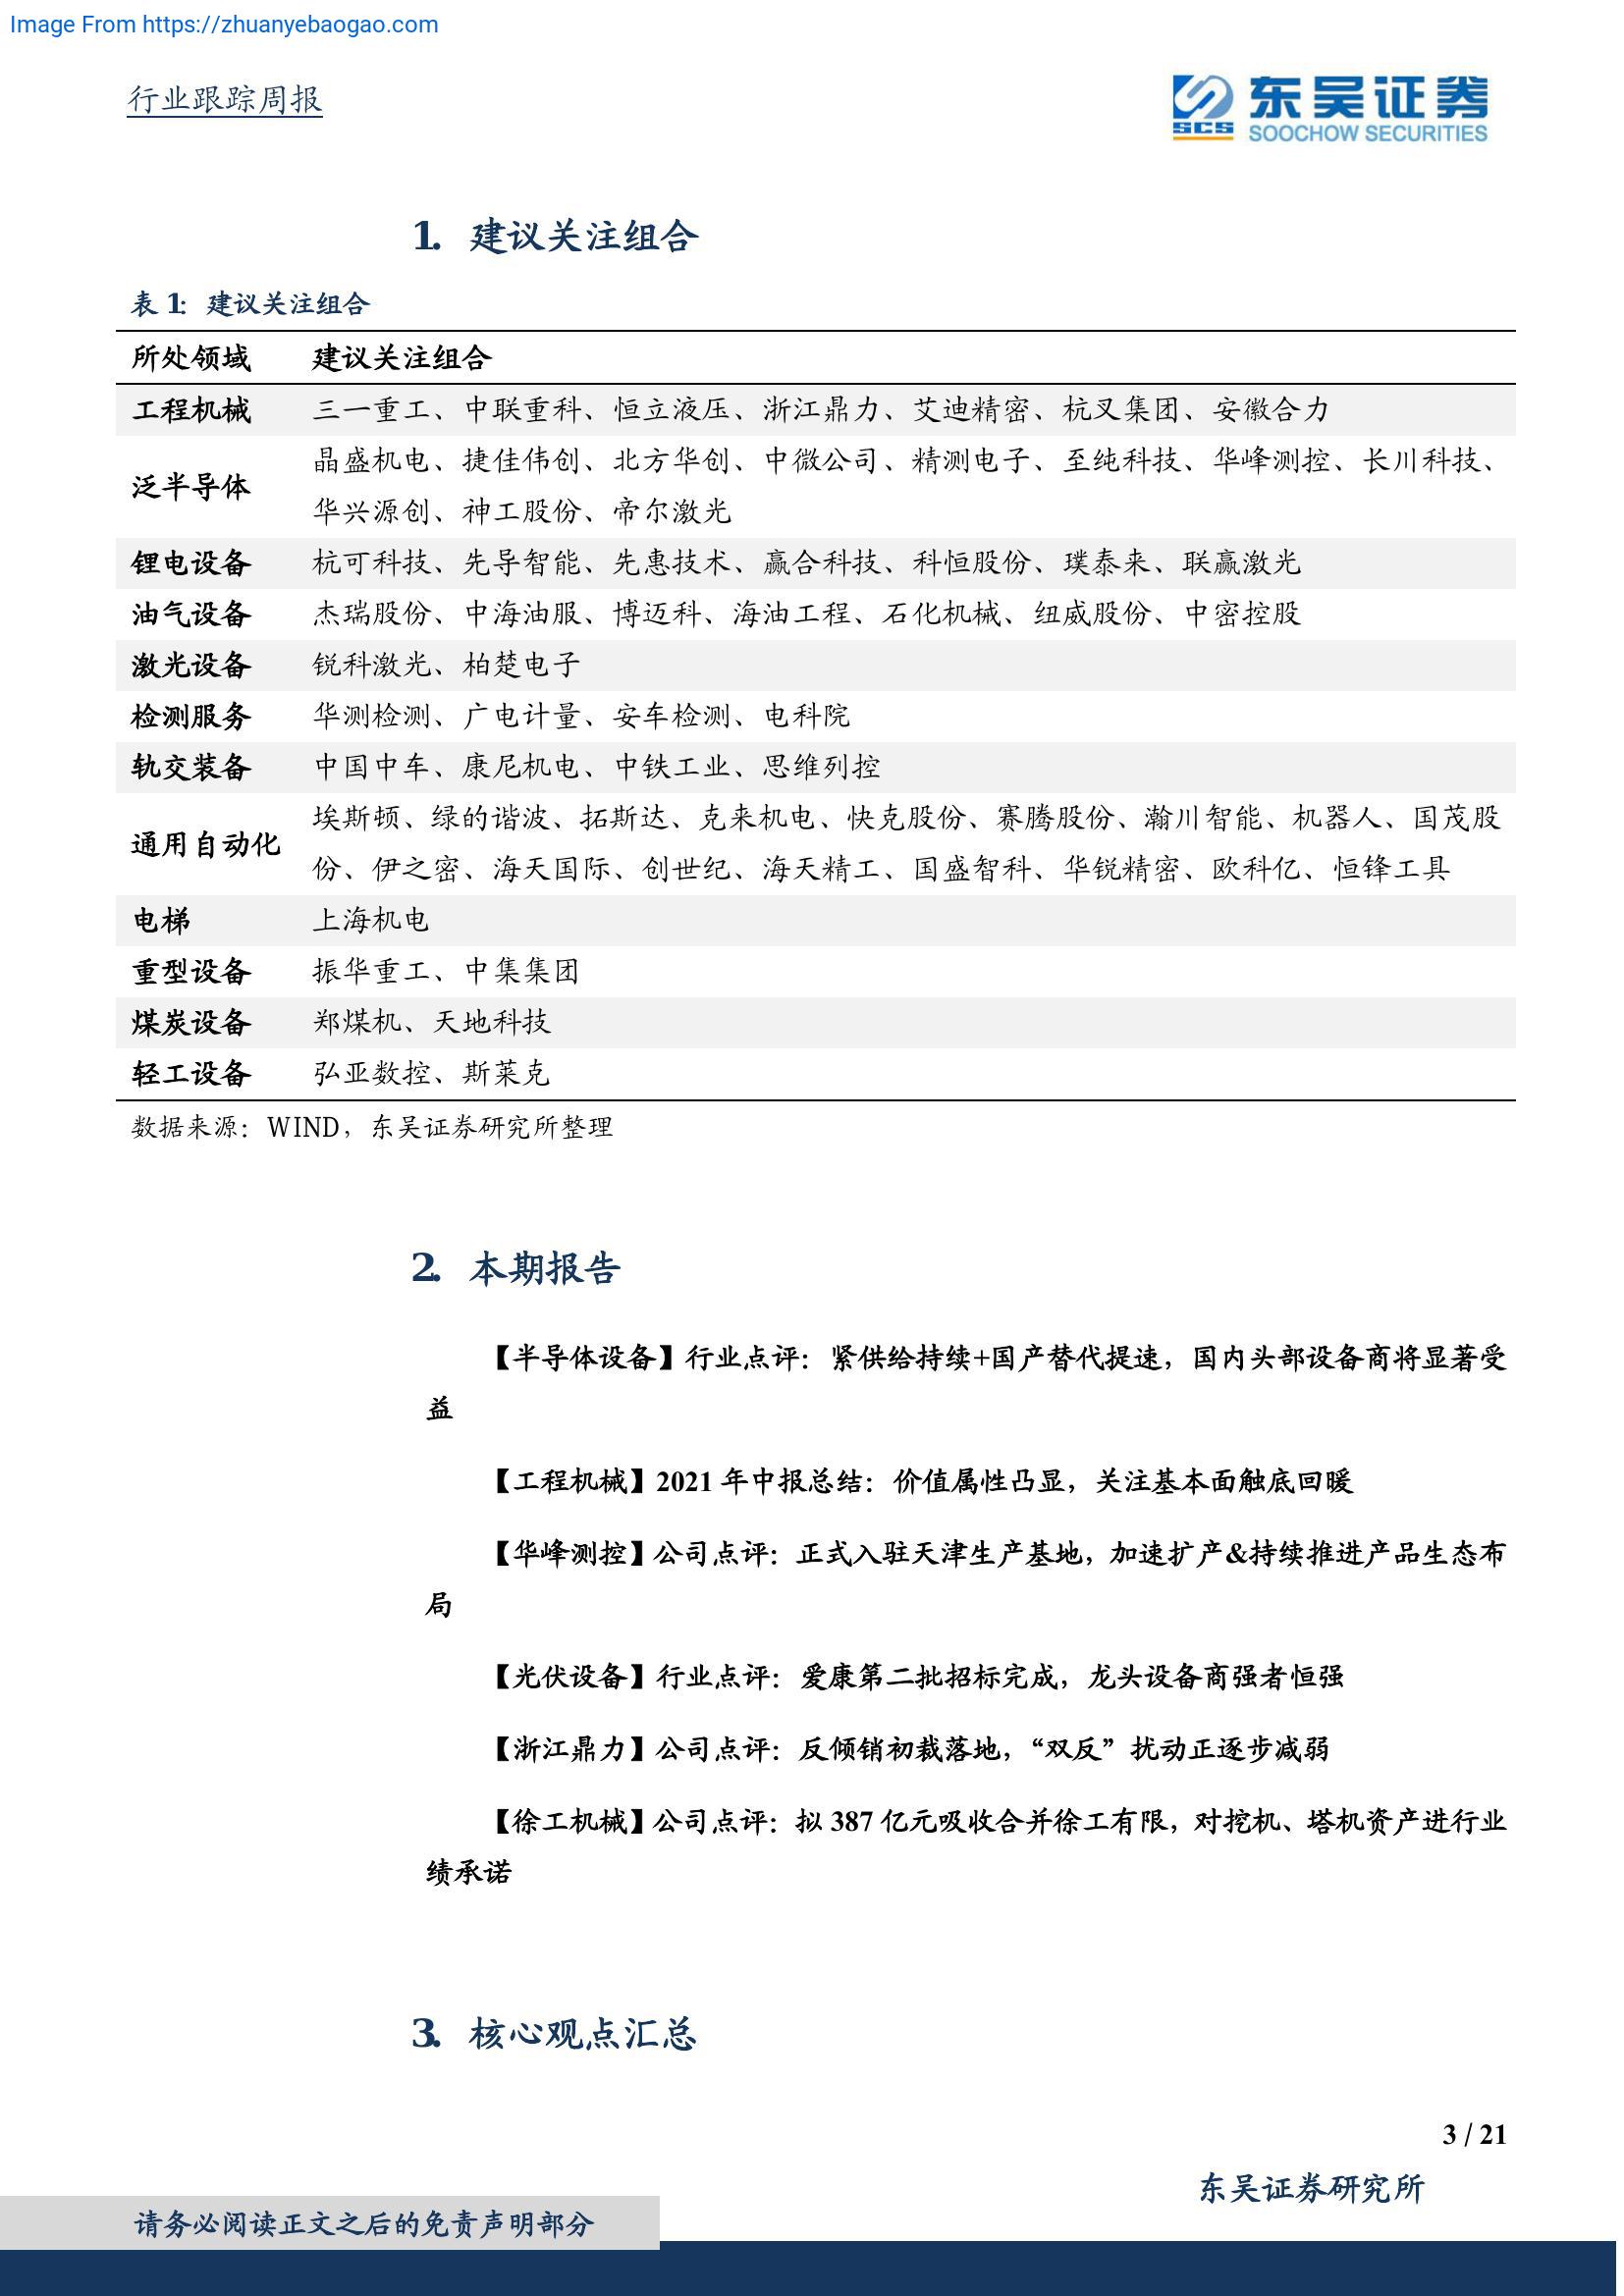 Image From https://zhuanyebaogao.com
行业跟踪周报
东吴证券
SCS
SOOCHOW SECURITIES
1. 建议关注组合
表 1：建议关注组合
所处领域 建议关注组合
工程机械 三一重工、中联重科、恒立液压、浙江鼎力、艾迪精密、杭叉集团、安徽合力
泛半导体 晶盛机电、捷佳伟创、北方华创、中微公司、精测电子、至纯科技、华峰测控、长川科技、
华兴源创、神工股份、帝尔激光
锂电设备 杭可科技、先导智能、先惠技术、赢合科技、科恒股份、璞泰来、联赢激光
油气设备 杰瑞股份、中海油服、博迈科、海油工程、石化机械、纽威股份、中密控股
激光设备 锐科激光、柏楚电子
检测服务 华测检测、广电计量、安车检测、电科院
轨交装备 中国中车、康尼机电、中铁工业、思维列控
通用自动化 埃斯顿、绿的谐波、拓斯达、克来机电、快克股份、赛腾股份、瀚川智能、机器人、国茂股
份、伊之密、海天国际、创世纪、海天精工、国盛智科、华锐精密、欧科亿、恒锋工具
电梯 上海机电
重型设备 振华重工、中集集团
煤炭设备 郑煤机、天地科技
轻工设备 弘亚数控、斯莱克
数据来源：WIND，东吴证券研究所整理
2. 本期报告
【半导体设备】行业点评：紧供给持续+国产替代提速，国内头部设备商将显著受
益
【工程机械】2021 年中报总结：价值属性凸显，关注基本面触底回暖
【华峰测控】公司点评：正式入驻天津生产基地，加速扩产&持续推进产品生态布
局
【光伏设备】行业点评：爱康第二批招标完成，龙头设备商强者恒强
【浙江鼎力】公司点评：反倾销初裁落地，“双反”扰动正逐步减弱
【徐工机械】公司点评：拟 387 亿元吸收合并徐工有限，对挖机、塔机资产进行业
绩承诺
3. 核心观点汇总
3 / 21
东吴证券研究所
请务必阅读正文之后的免责声明部分